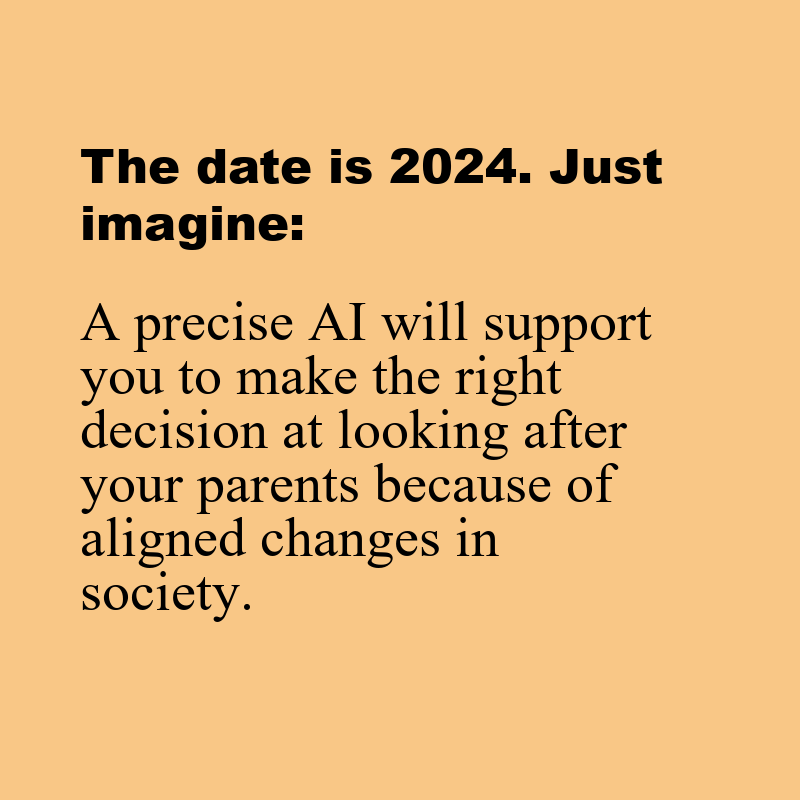 The date is 2024. Just
imagine:
A precise AI will support
you to make the right
decision at looking after
your parents because of
aligned changes in
society.